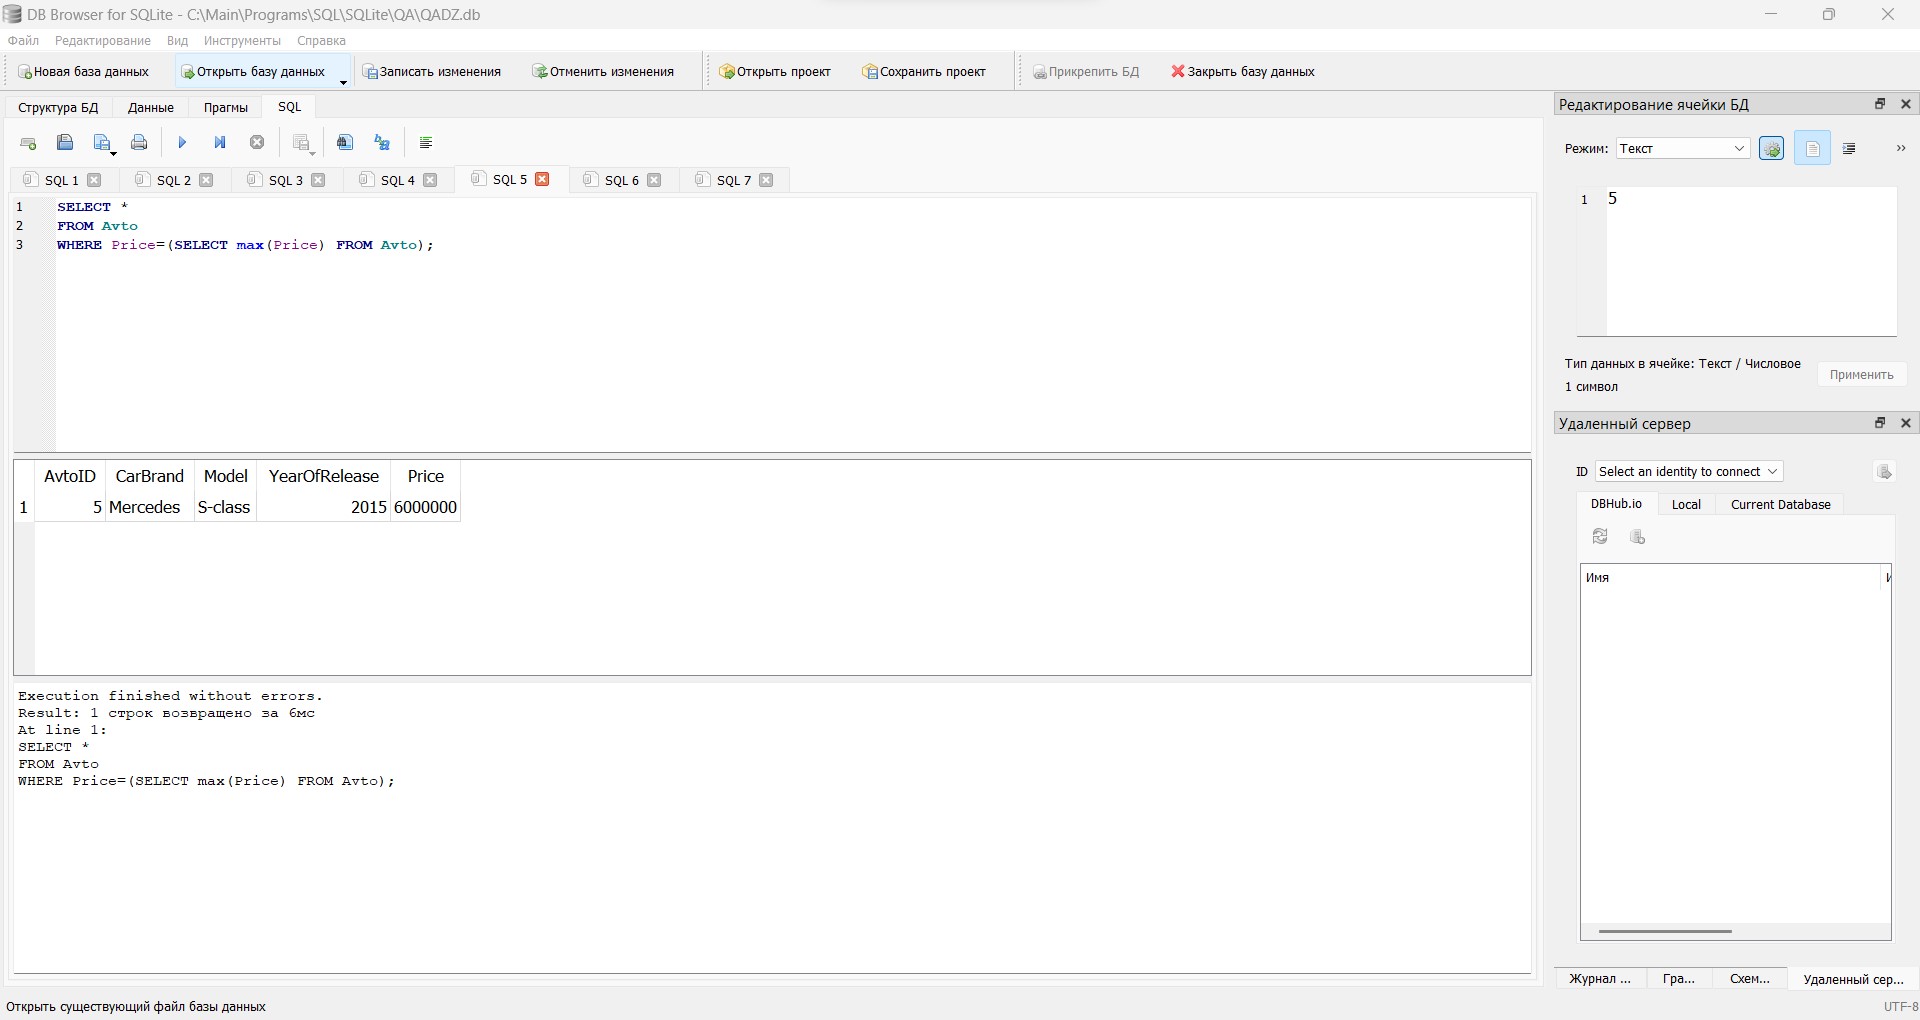 DB Browser for SQLite - C:\Main\Programs\SQL\SQLite\QA\QADZ.db
Файл Редактирование Вид Инструменты Справка
Новая база данных Открыть базу данных Записать изменения Отменить изменения Открыть проект Сохранить проект Прикрепить БД Закрыть базу данных
Структура БД Данные Прагмы SQL
SQL 1 SQL 2 SQL 3 SQL 4 SQL 5 SQL 6 SQL 7
1 SELECT *
2 FROM Avto
3 WHERE Price=(SELECT max(Price) FROM Avto);
AvtoID CarBrand Model YearOfRelease Price
1 5 Mercedes S-class 2015 6000000
Execution finished without errors.
Result: 1 строк возвращено за 6мс
At line 1:
SELECT *
FROM Avto
WHERE Price=(SELECT max(Price) FROM Avto);
Редактирование ячейки БД
Режим: Текст
1 5
Тип данных в ячейке: Текст / Числовое
1 символ
Применить
Удаленный сервер
ID Select an identity to connect
DBHub.io Local Current Database
Имя
Журнал ... Гра... Схем... Удаленный сер...
Открыть существующий файл базы данных
UTF-8